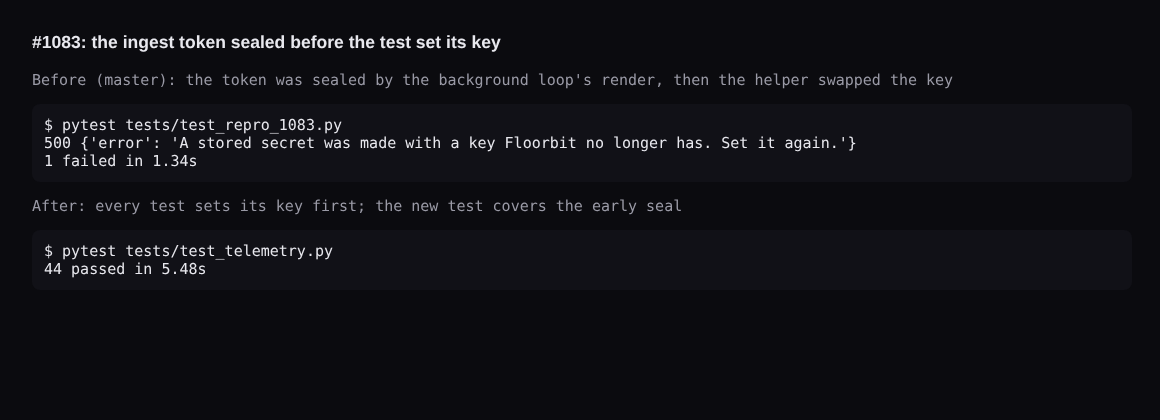 #1083: the ingest token sealed before the test set its key
Before (master): the token was sealed by the background loop's render, then the helper swapped the key
$ pytest tests/test_repro_1083.py
500 {'error': 'A stored secret was made with a key Floorbit no longer has. Set it again.'}
1 failed in 1.34s
After: every test sets its key first; the new test covers the early seal
$ pytest tests/test_telemetry.py
44 passed in 5.48s